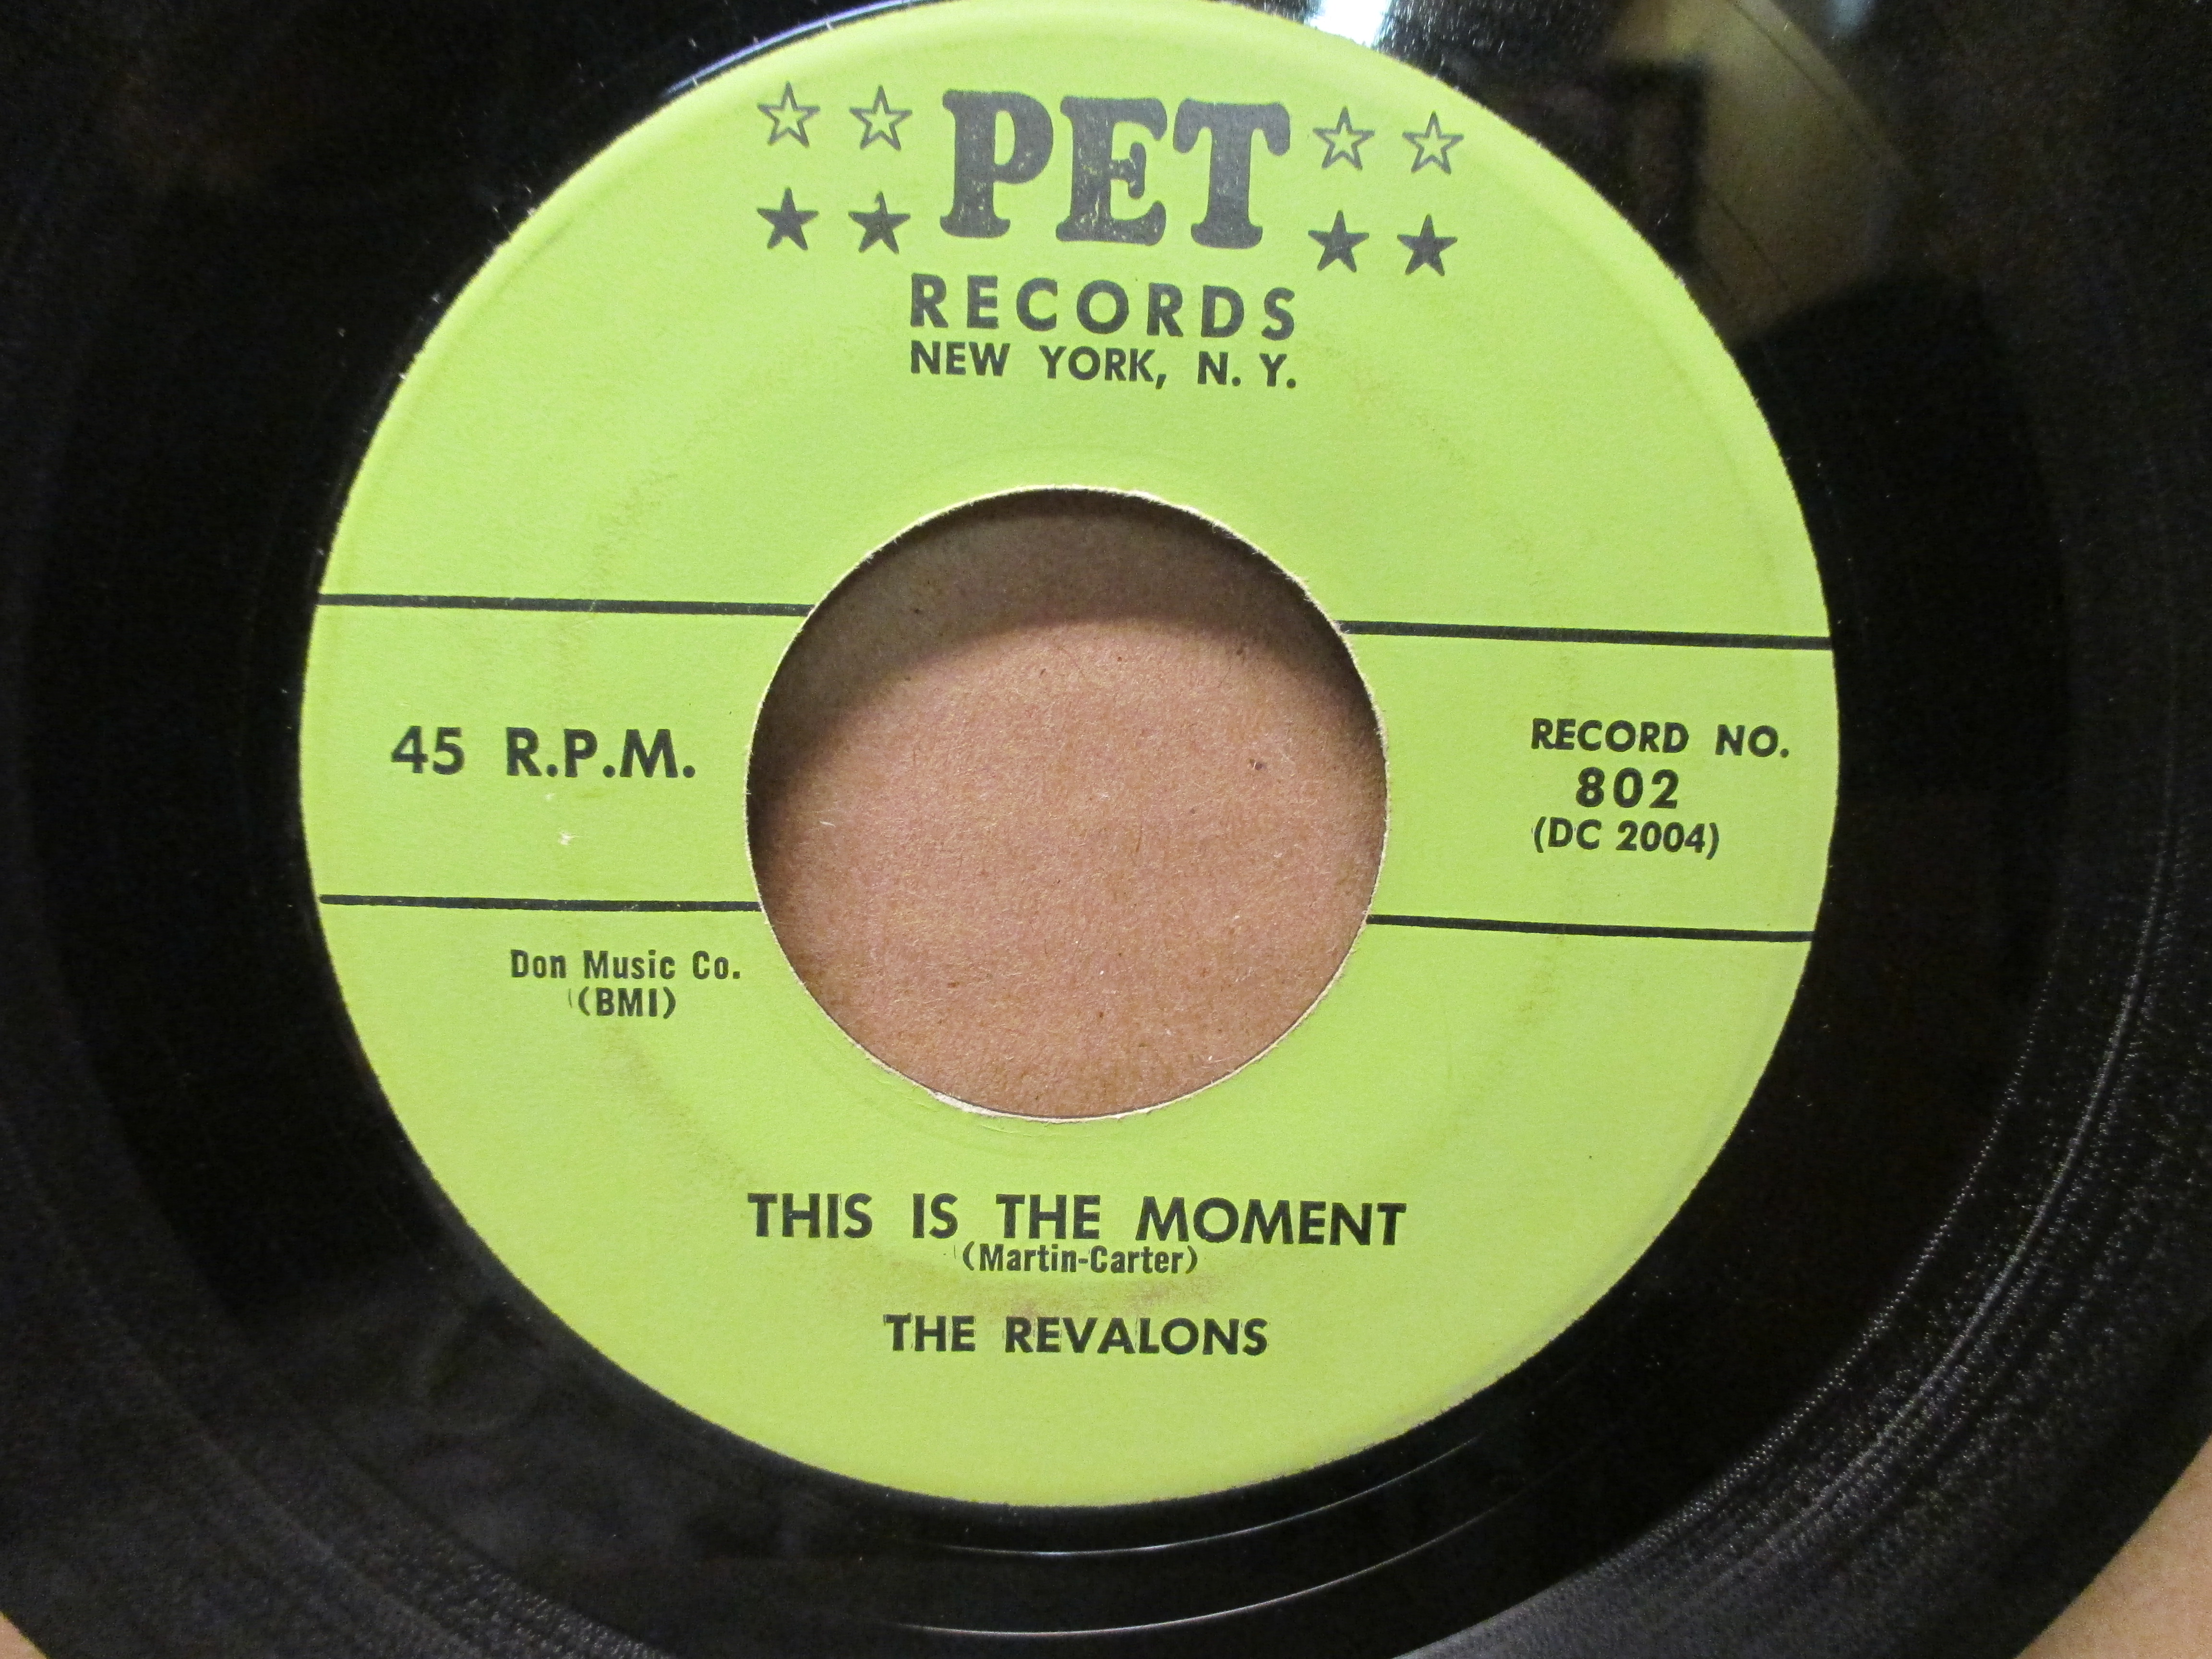 PET
RECORDS
NEW YORK, N. Y.
45 R.P.M.
RECORD NO.
802
(DC 2004)
Don Music Co.
(BMI)
THIS IS THE MOMENT
(Martin-Carter)
THE REVALONS